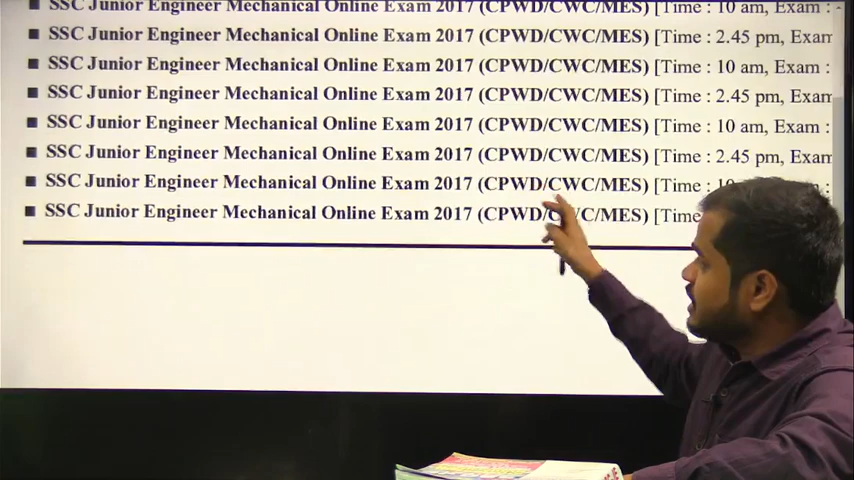 ■ SSC Junior Engineer Mechanical Online Exam 2017 (CPWD/CWC/MES) [Time : 10 am, Exam :
■ SSC Junior Engineer Mechanical Online Exam 2017 (CPWD/CWC/MES) [Time : 2.45 pm, Exam
■ SSC Junior Engineer Mechanical Online Exam 2017 (CPWD/CWC/MES) [Time : 10 am, Exam :
■ SSC Junior Engineer Mechanical Online Exam 2017 (CPWD/CWC/MES) [Time : 2.45 pm, Exam
■ SSC Junior Engineer Mechanical Online Exam 2017 (CPWD/CWC/MES) [Time : 10 am, Exam :
■ SSC Junior Engineer Mechanical Online Exam 2017 (CPWD/CWC/MES) [Time : 2.45 pm, Exam
■ SSC Junior Engineer Mechanical Online Exam 2017 (CPWD/CWC/MES) [Time :
■ SSC Junior Engineer Mechanical Online Exam 2017 (CPWD/CWC/MES) [Time